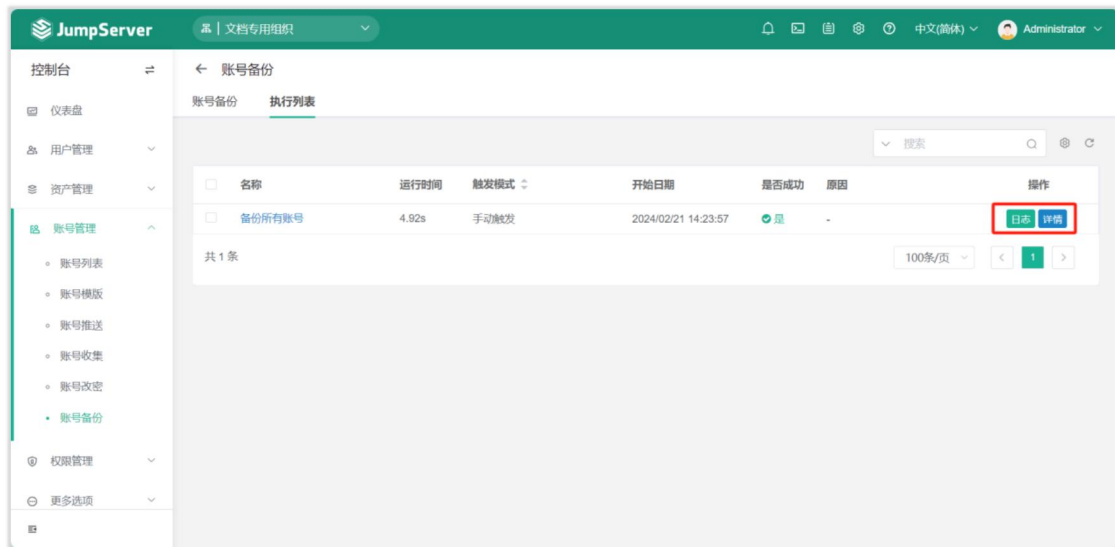 JumpServer 文档专用组织 中文(简体) Administrator
控制台
仪表盘
用户管理
资产管理
账号管理
账号列表
账号模版
账号推送
账号收集
账号改密
账号备份
权限管理
更多选项
账号备份
账号备份 执行列表
搜索
名称 运行时间 触发模式 开始日期 是否成功 原因 操作
备份所有账号 4.92s 手动触发 2024/02/21 14:23:57 是 - 日志 详情
共 1 条 100条/页 < 1 >